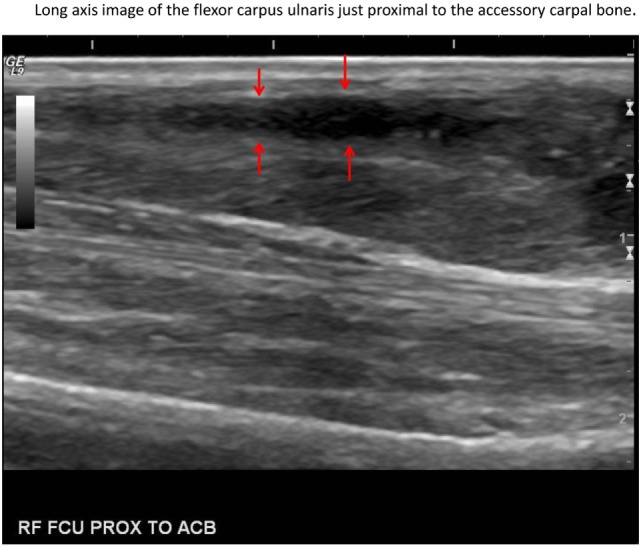 Long axis image of the flexor carpus ulnaris just proximal to the accessory carpal bone.
GE
L9
1
2
RF FCU PROX TO ACB